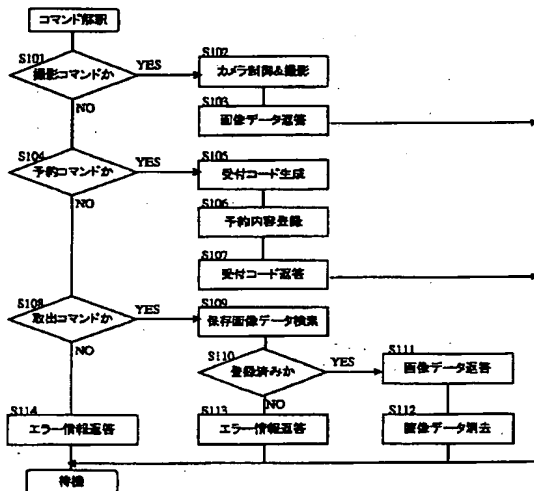 コマンド解釈
S101
撮影コマンドか
YES
S102
カメラ制御&撮影
NO
S103
画像データ返答
S104
予約コマンドか
YES
S105
受付コード生成
NO
S106
予約内容登録
S107
受付コード返答
S108
取出コマンドか
YES
S109
保存画像データ検索
NO
S110
登録済みか
YES
S111
画像データ返答
NO
S114
エラー情報返答
S113
エラー情報返答
S112
画像データ消去
待機